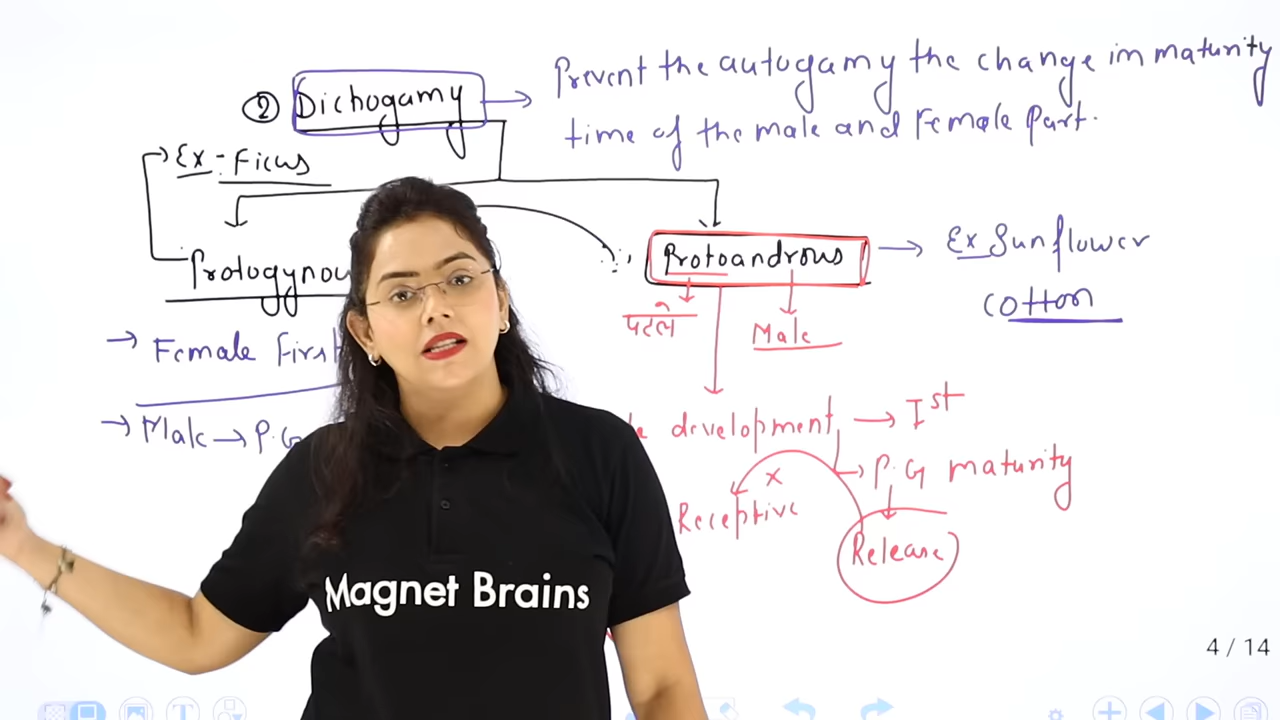 ② Dichogamy → Prevent the autogamy the change in maturity
time of the male and Female Part.
Ex - Ficus
Protogynou
Protoandrous → Ex Sunflower
cotton
पहले
Male
→ Female First
→ Male → P.G
development → Ist
→ P.G maturity
x
Receptive
Release
Magnet Brains
4 / 14